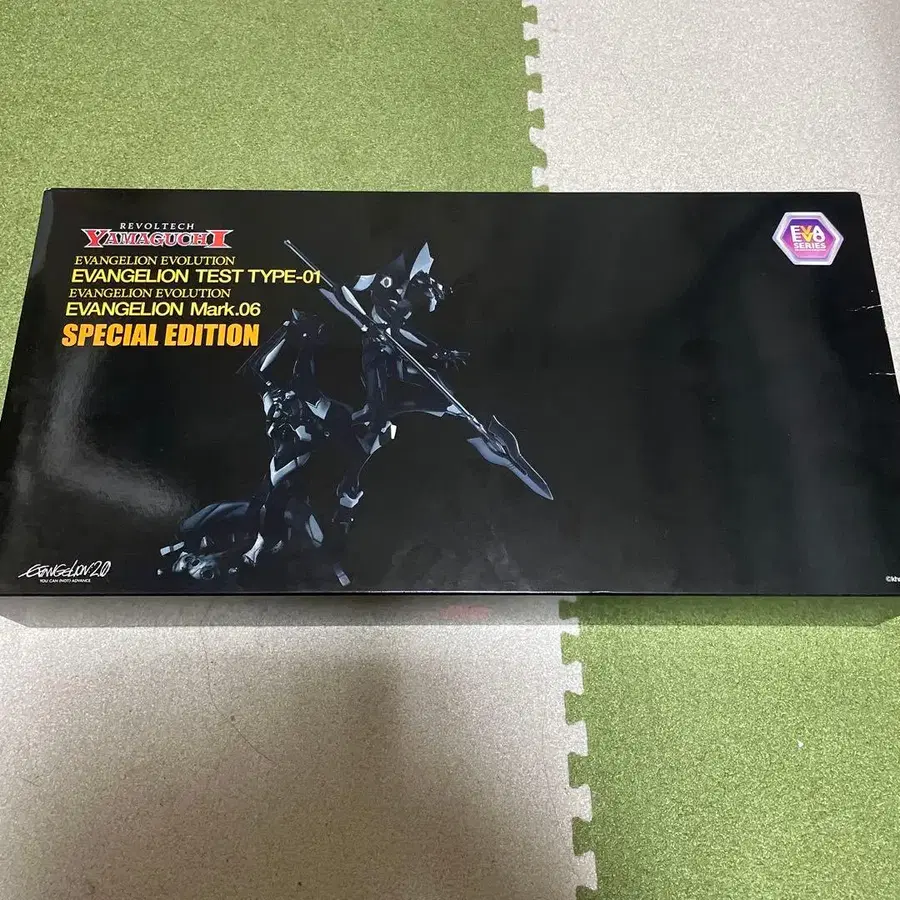 REVOLTECH
YAMAGUCHI
EVANGELION EVOLUTION
EVANGELION TEST TYPE-01
EVANGELION EVOLUTION
EVANGELION Mark.06
SPECIAL EDITION
EVA
EVO
SERIES
EVANGELION 2.0
YOU CAN (NOT) ADVANCE.
©kha